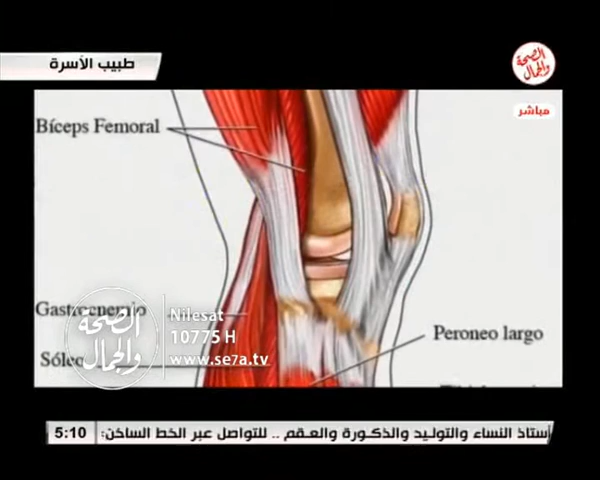 طبيب الأسرة
الصحة
والجمال
مباشر
Bíceps Femoral
Gastrocnemio
Sóleo
الصحة
والجمال
Nilesat
10775 H
www.se7a.tv
Peroneo largo
أستاذ النساء والتوليد والذكورة والعقم .. للتواصل عبر الخط الساخن:
5:10